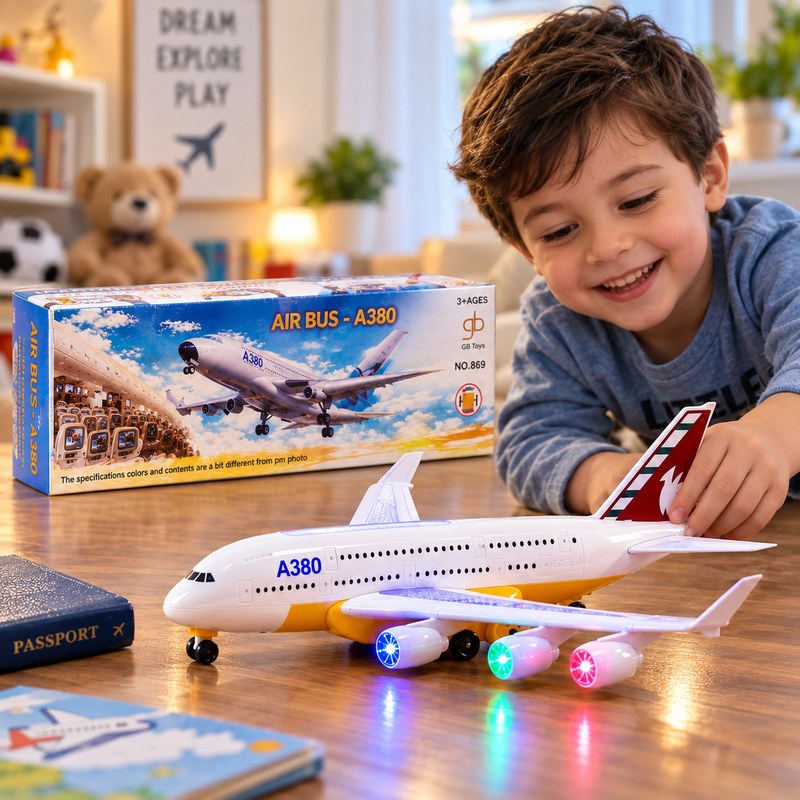 DREAM
EXPLORE
PLAY
AIR BUS - A380
3+AGES
gb
GB Toys
NO.869
A380
AIR BUS - A380
The specifications colors and contents are a bit different from pm photo
A380
PASSPORT